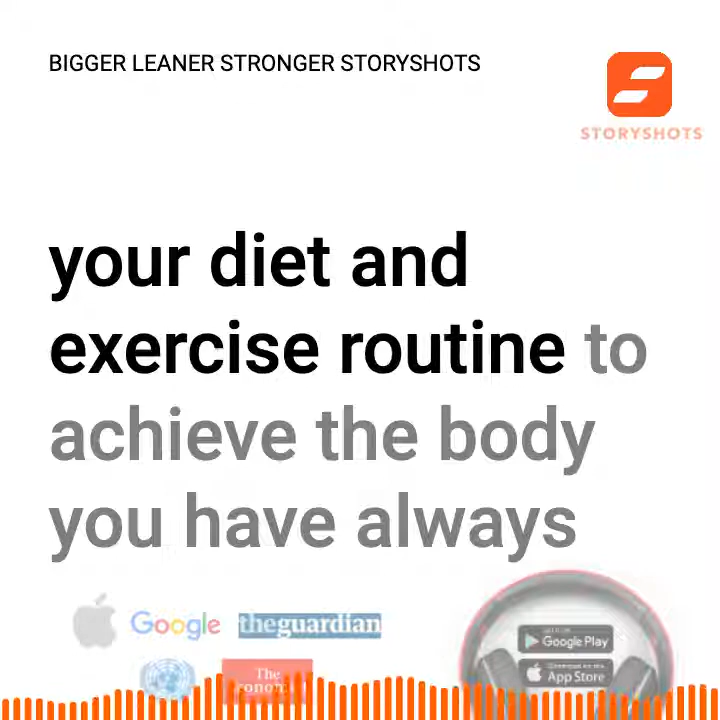 BIGGER LEANER STRONGER STORYSHOTS
STORYSHOTS
your diet and
exercise routine to
achieve the body
you have always
Google theguardian
Google Play
The
App Store